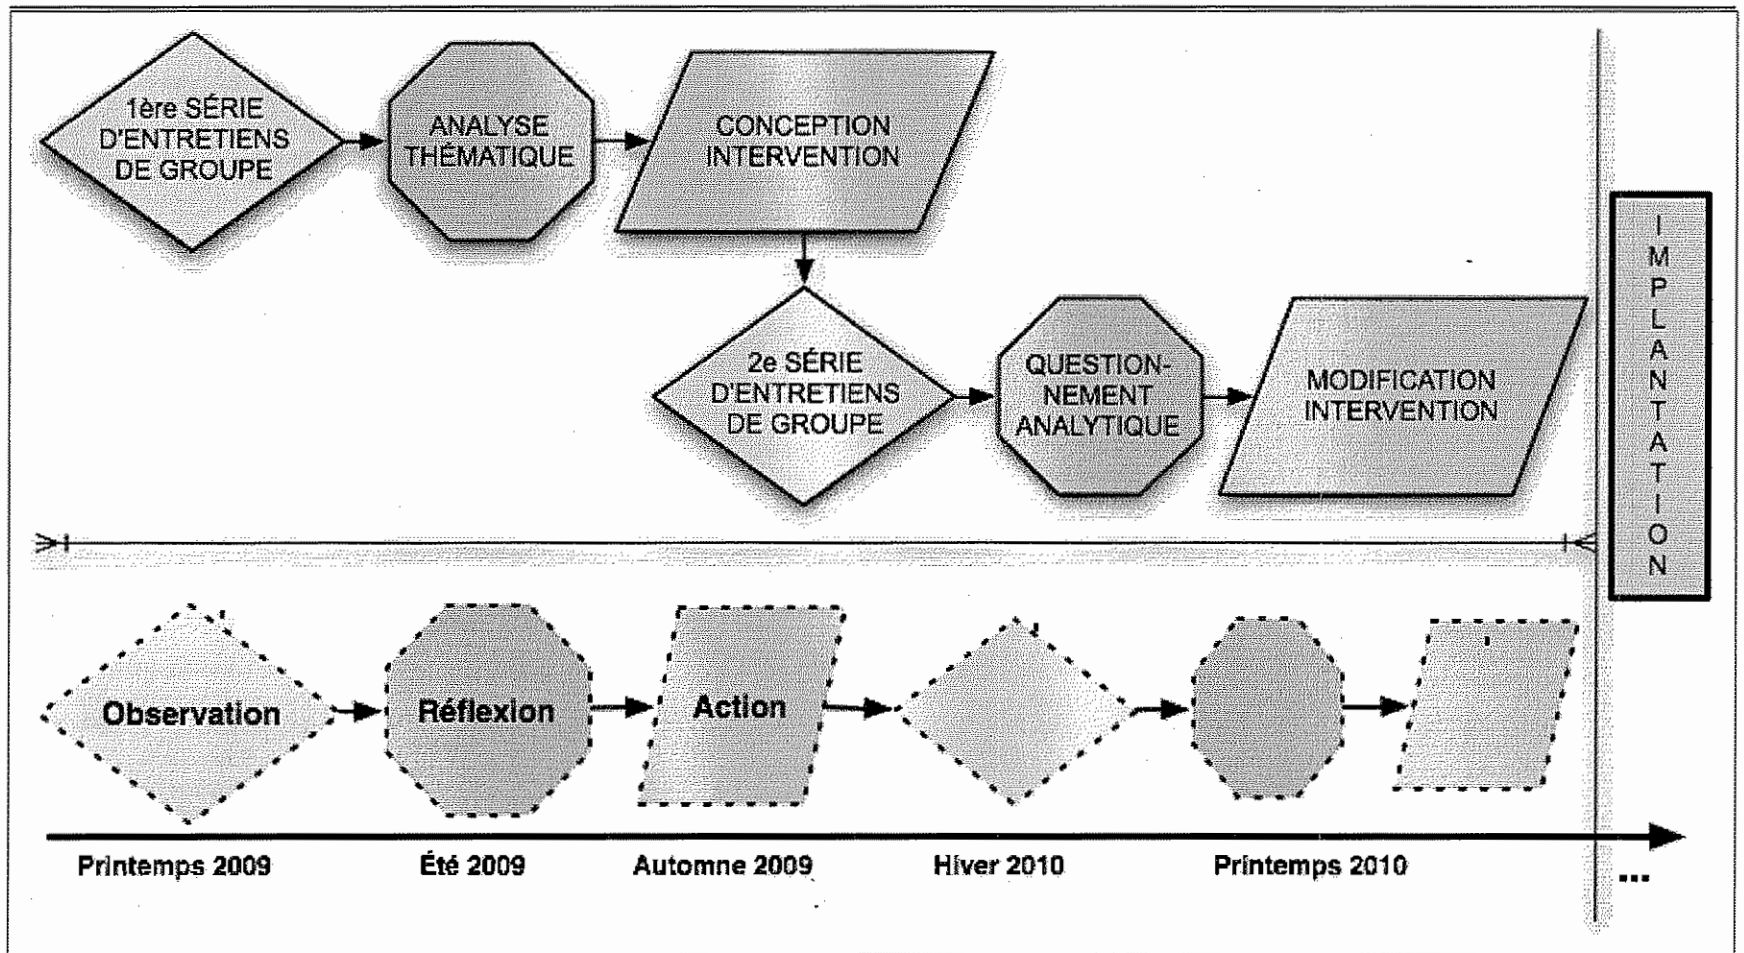 1ère SÉRIE
D'ENTRETIENS
DE GROUPE
ANALYSE
THÉMATIQUE
CONCEPTION
INTERVENTION
2e SÉRIE
D'ENTRETIENS
DE GROUPE
QUESTION-
NEMENT
ANALYTIQUE
MODIFICATION
INTERVENTION
IMPLANTATION
Observation
Réflexion
Action
Printemps 2009
Été 2009
Automne 2009
Hiver 2010
Printemps 2010
...